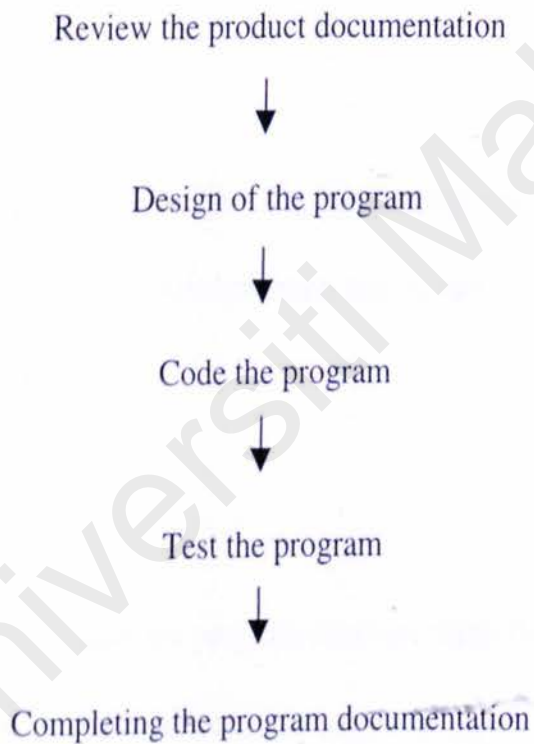 Review the product documentation
Design of the program
Code the program
Test the program
Completing the program documentation